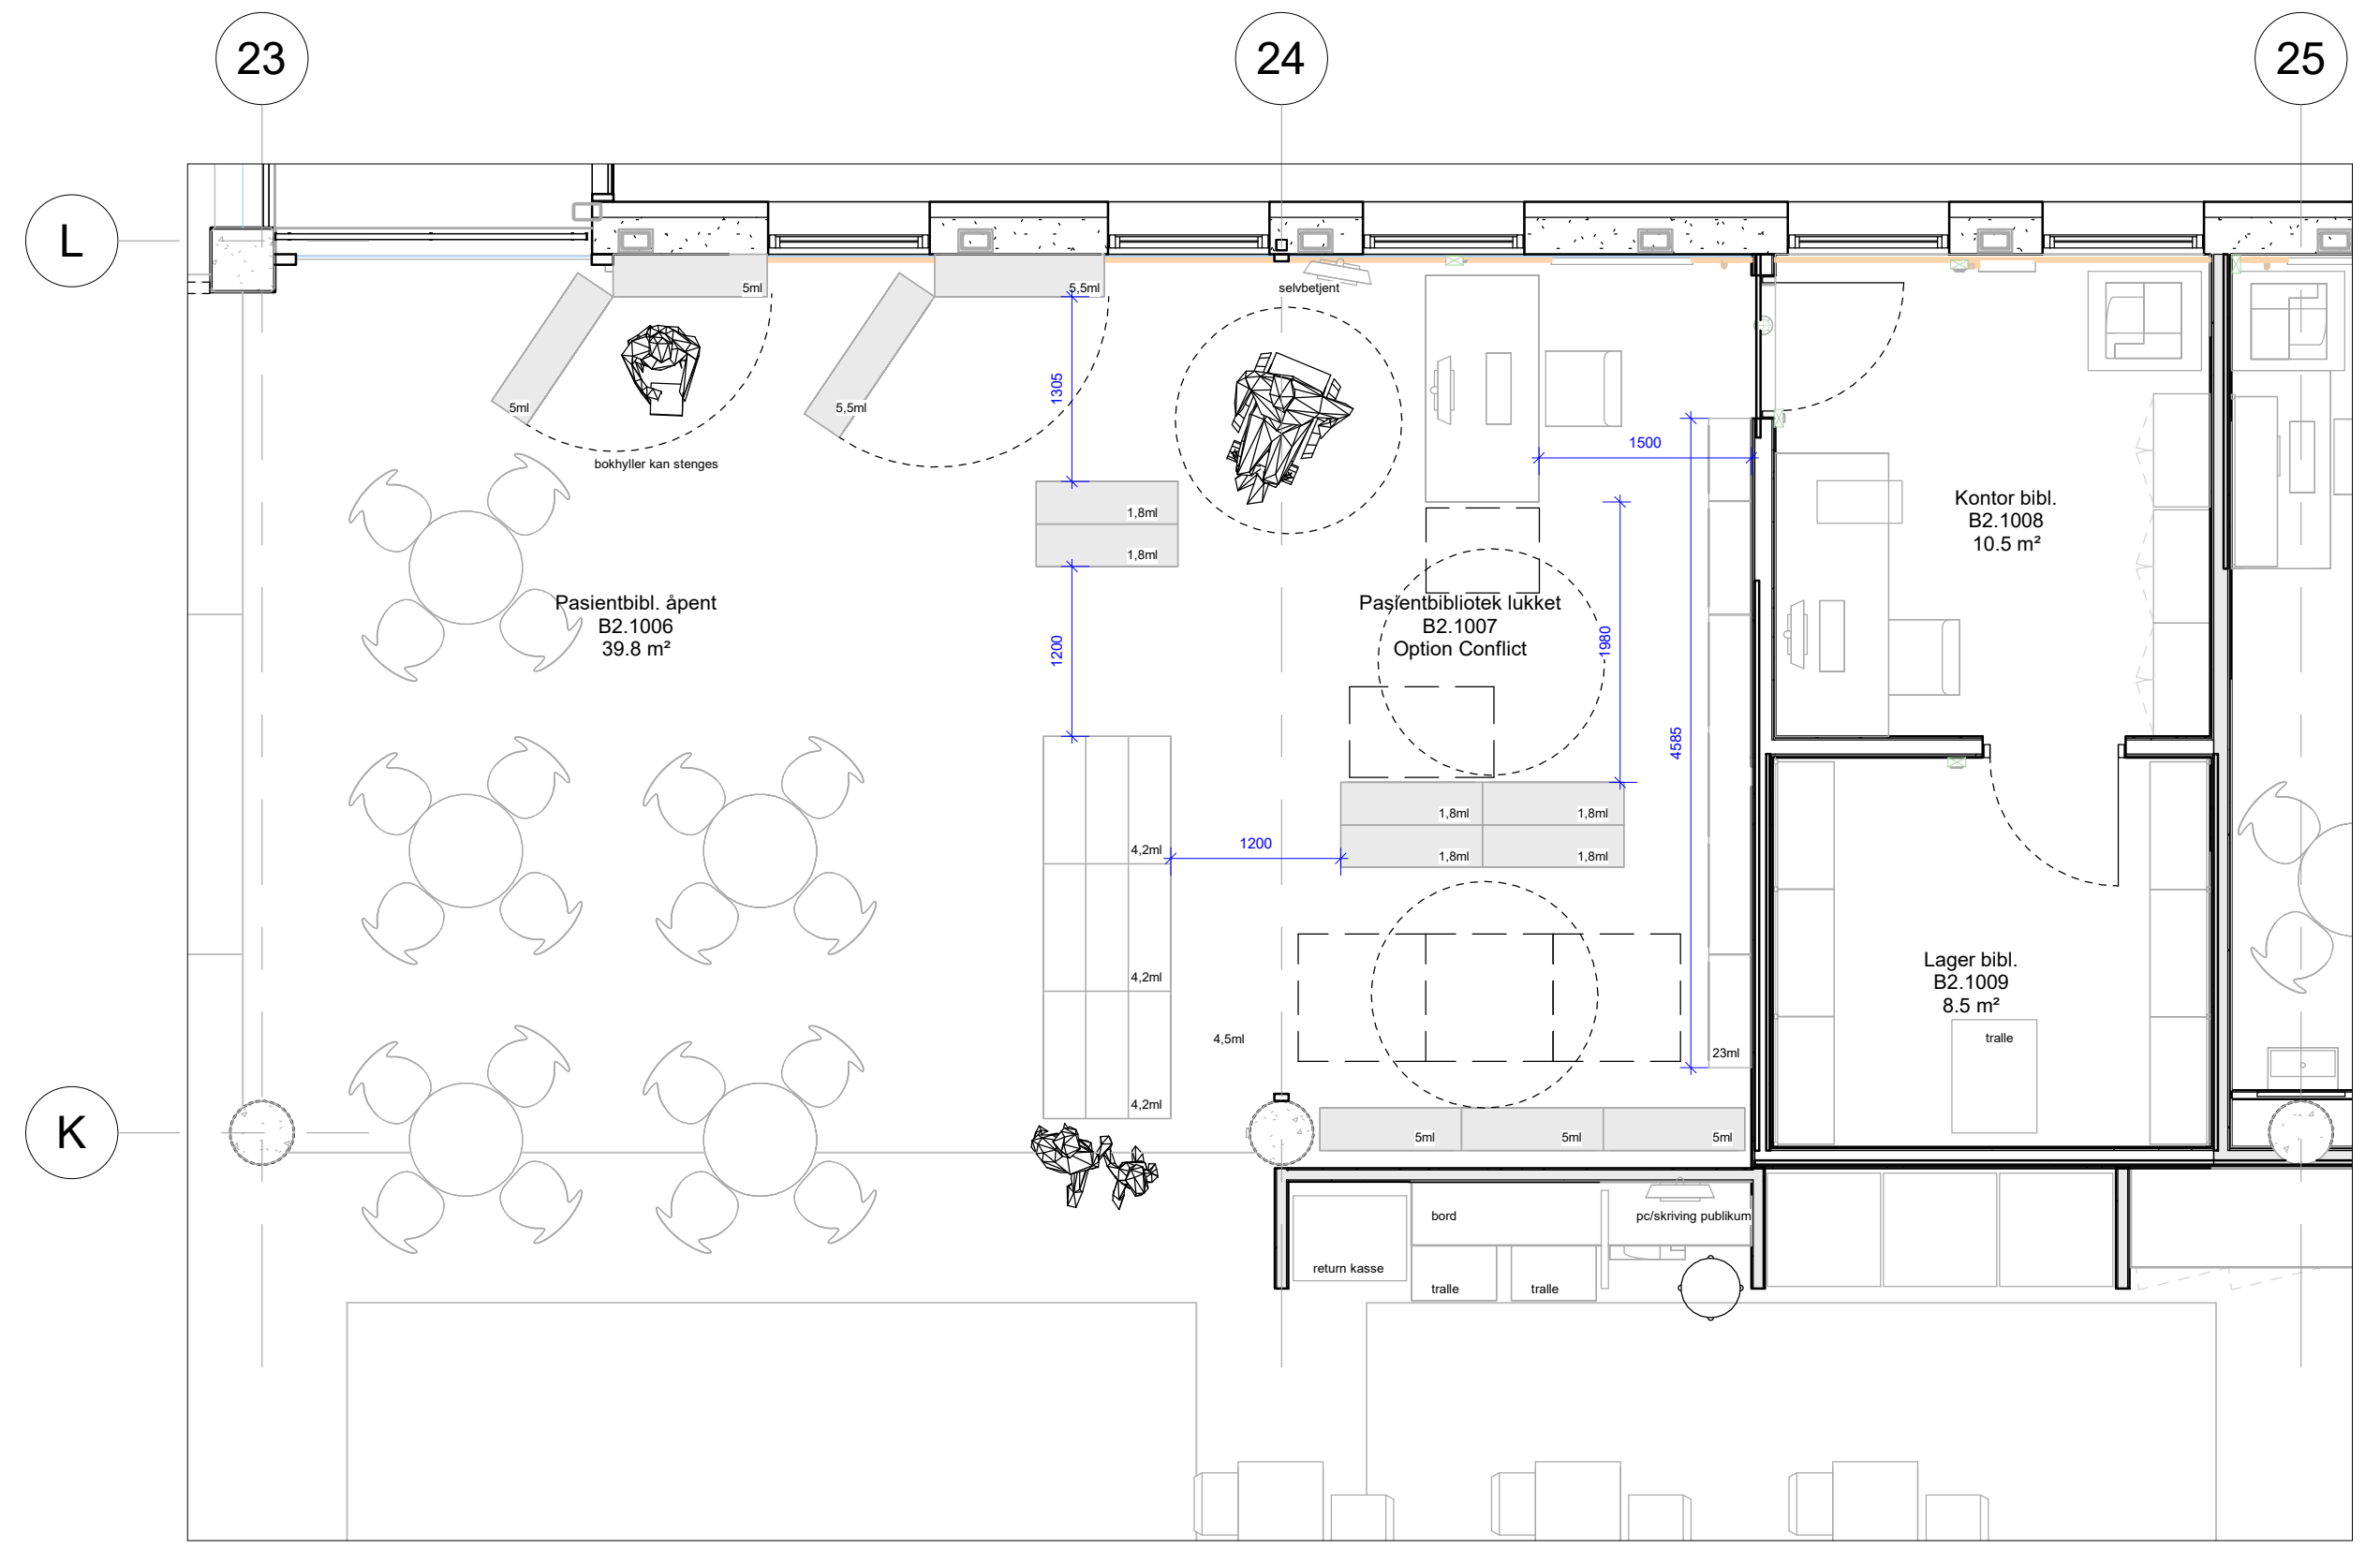 23
24
25
L
5ml
5,5ml
selvbetjent
5ml
5,5ml
1305
bokhyller kan stenges
1500
1,8ml
1,8ml
Kontor bibl.
B2.1008
10.5 m²
Pasientbibl. åpent
B2.1006
39.8 m²
1200
Pasientbibliotek lukket
B2.1007
Option Conflict
1980
4585
1,8ml
1,8ml
4,2ml
1200
1,8ml
1,8ml
4,2ml
Lager bibl.
B2.1009
8.5 m²
4,5ml
23ml
tralle
4,2ml
K
5ml
5ml
5ml
bord
pc/skriving publikum
return kasse
tralle
tralle